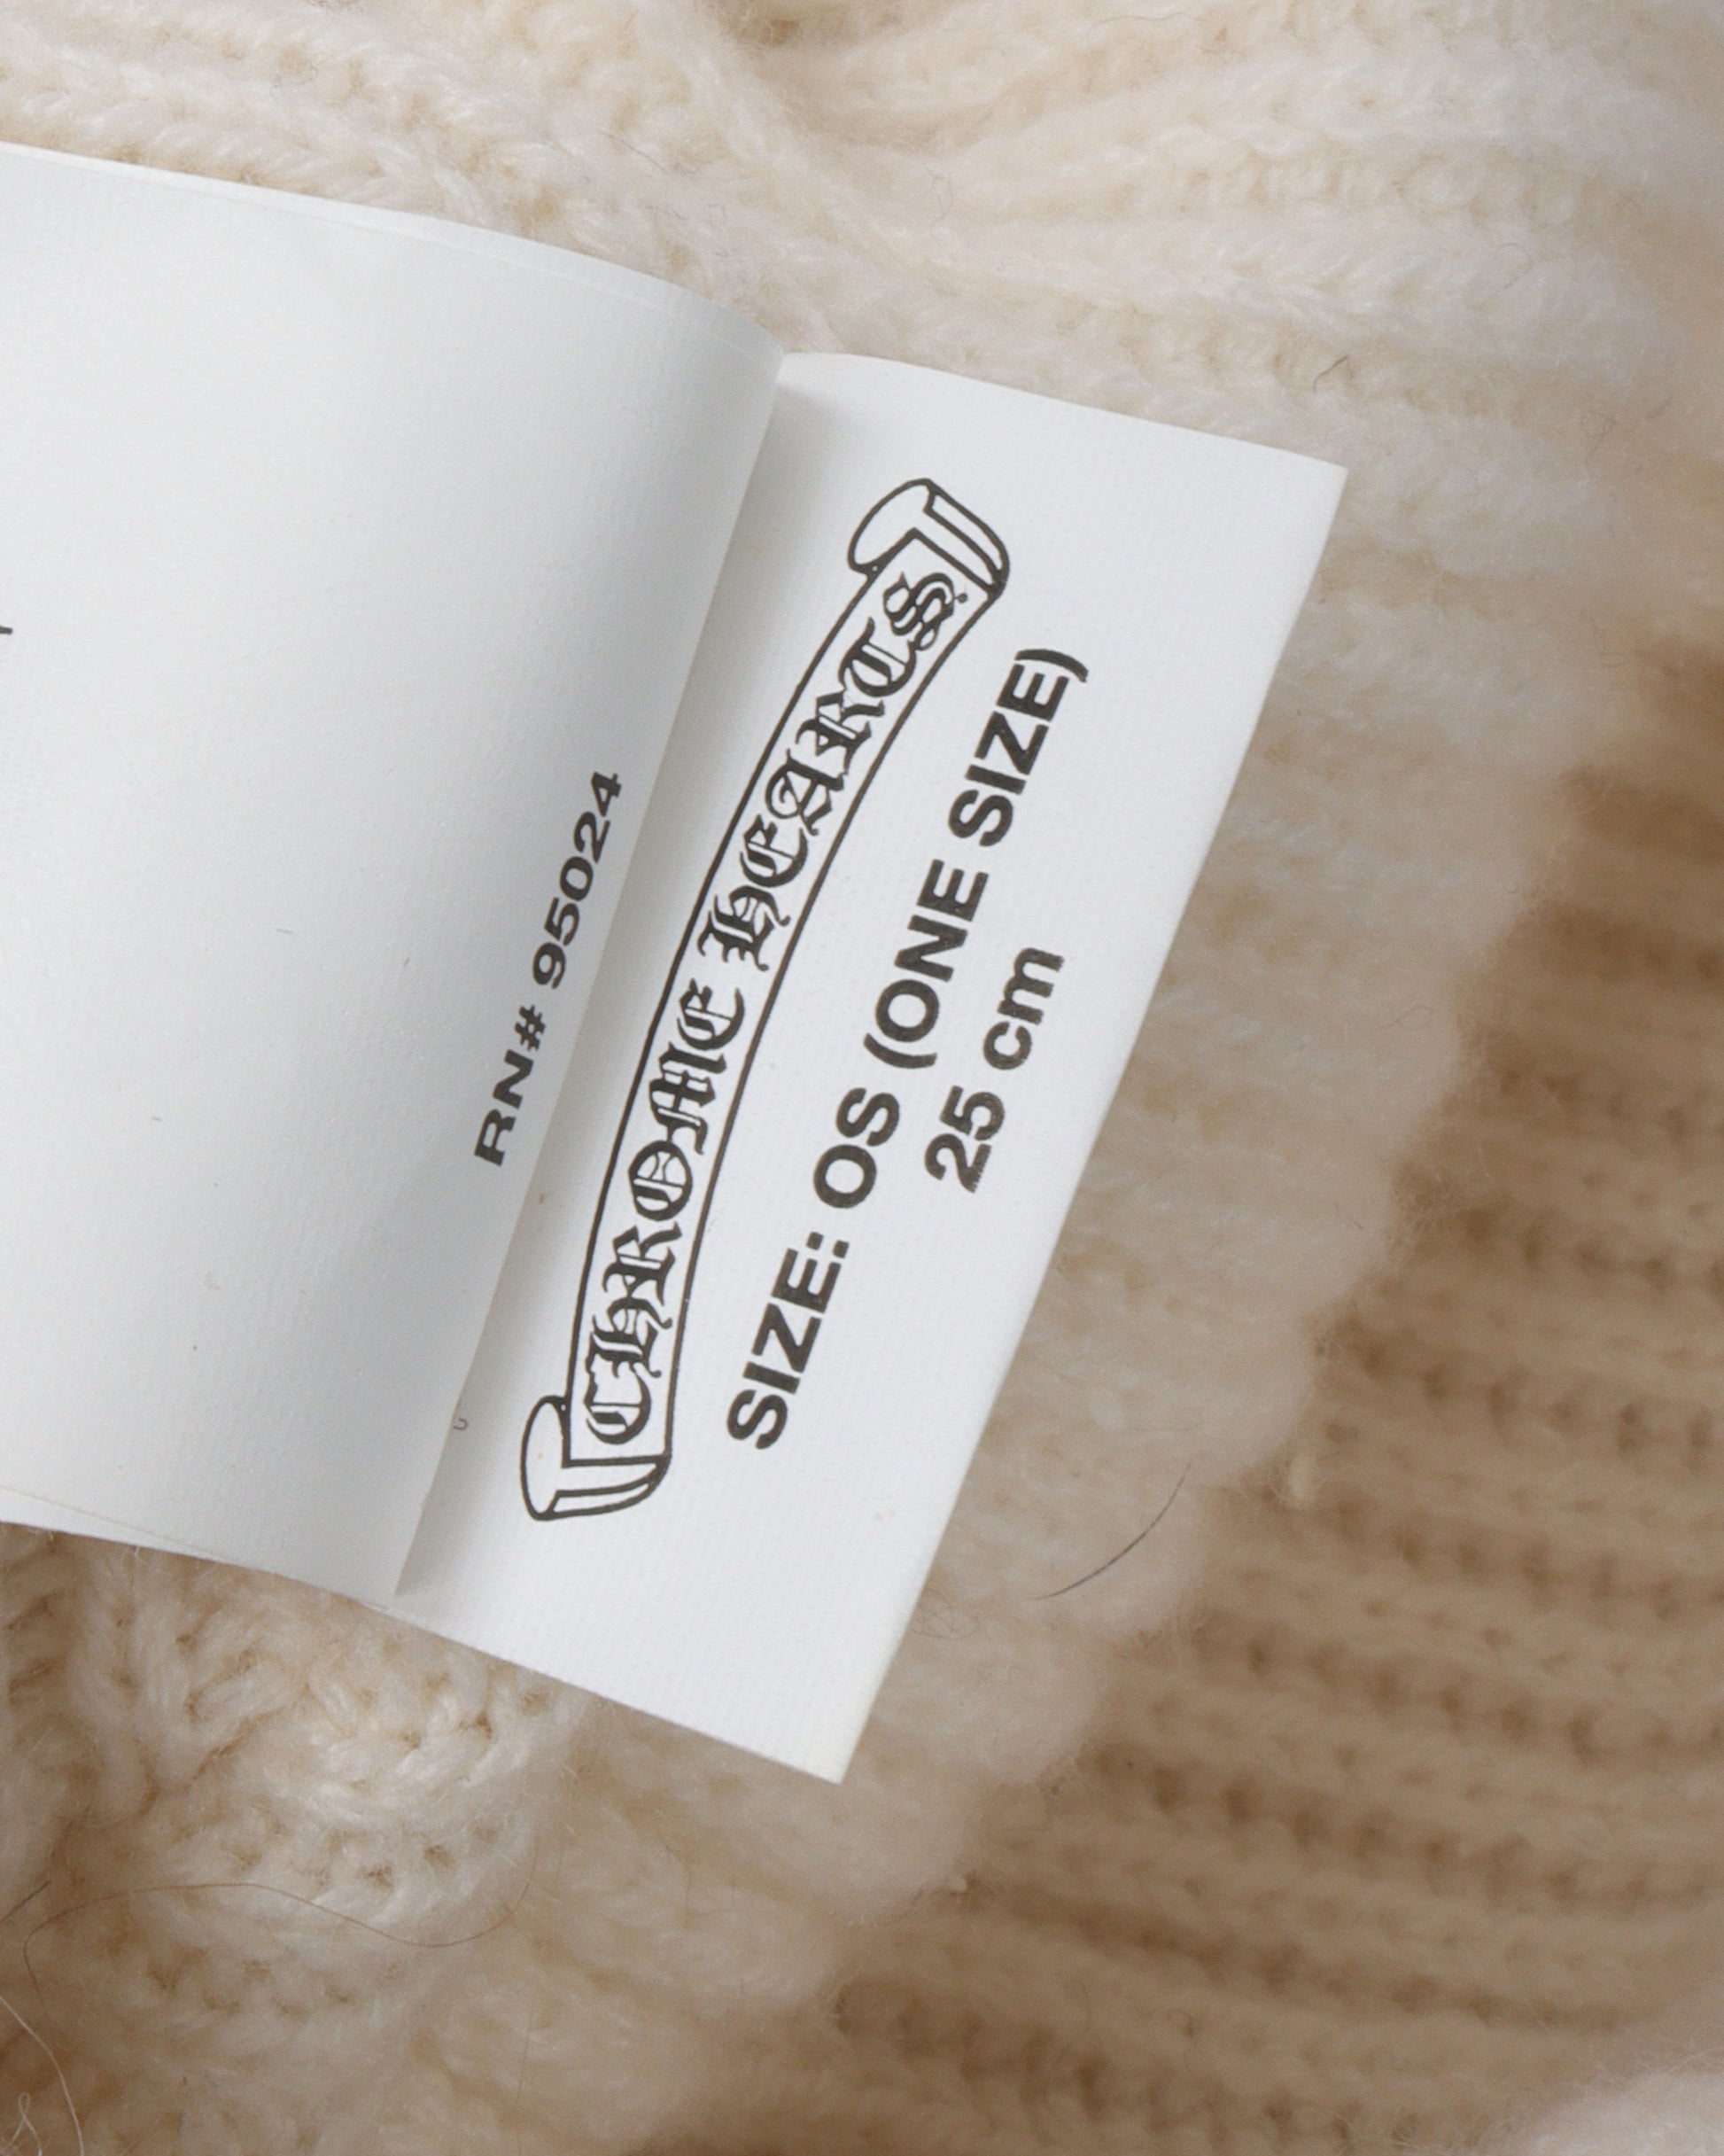 RN# 95024
CHROME HEARTS
SIZE: OS (ONE SIZE)
25 cm